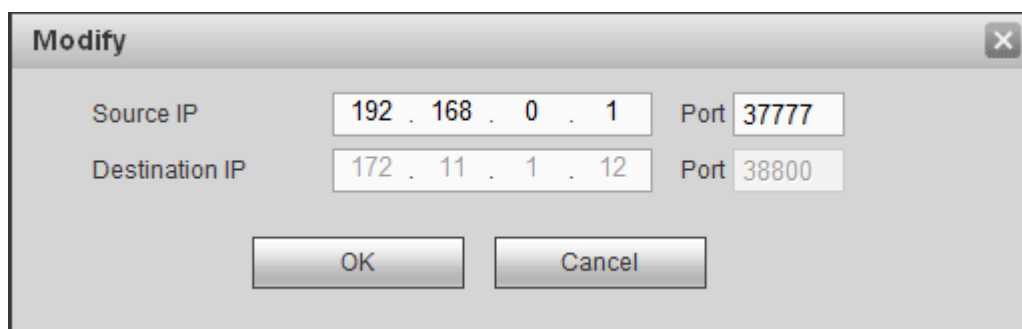 Modify
Source IP 192 . 168 . 0 . 1 Port 37777
Destination IP 172 . 11 . 1 . 12 Port 38800
OK Cancel